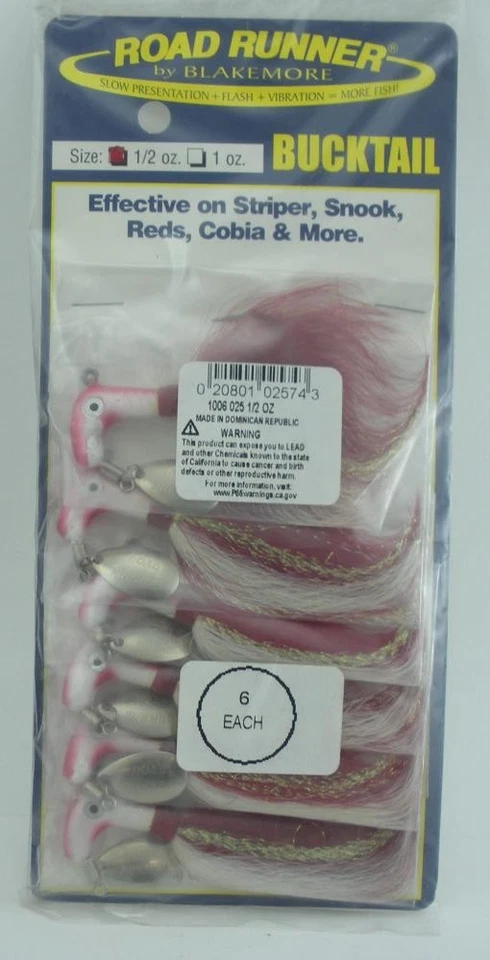 ROAD RUNNER®
by BLAKEMORE
SLOW PRESENTATION + FLASH + VIBRATION = MORE FISH!
Size: 1/2 oz. 1 oz.
BUCKTAIL
Effective on Striper, Snook,
Reds, Cobia & More.
0 20801 02574 3
1006 025 1/2 OZ
MADE IN DOMINICAN REPUBLIC
WARNING
This product can expose you to LEAD
and other Chemicals known to the state
of California to cause cancer and birth
defects or other reproductive harm.
For more information, visit:
www.P65warnings.ca.gov
6
EACH